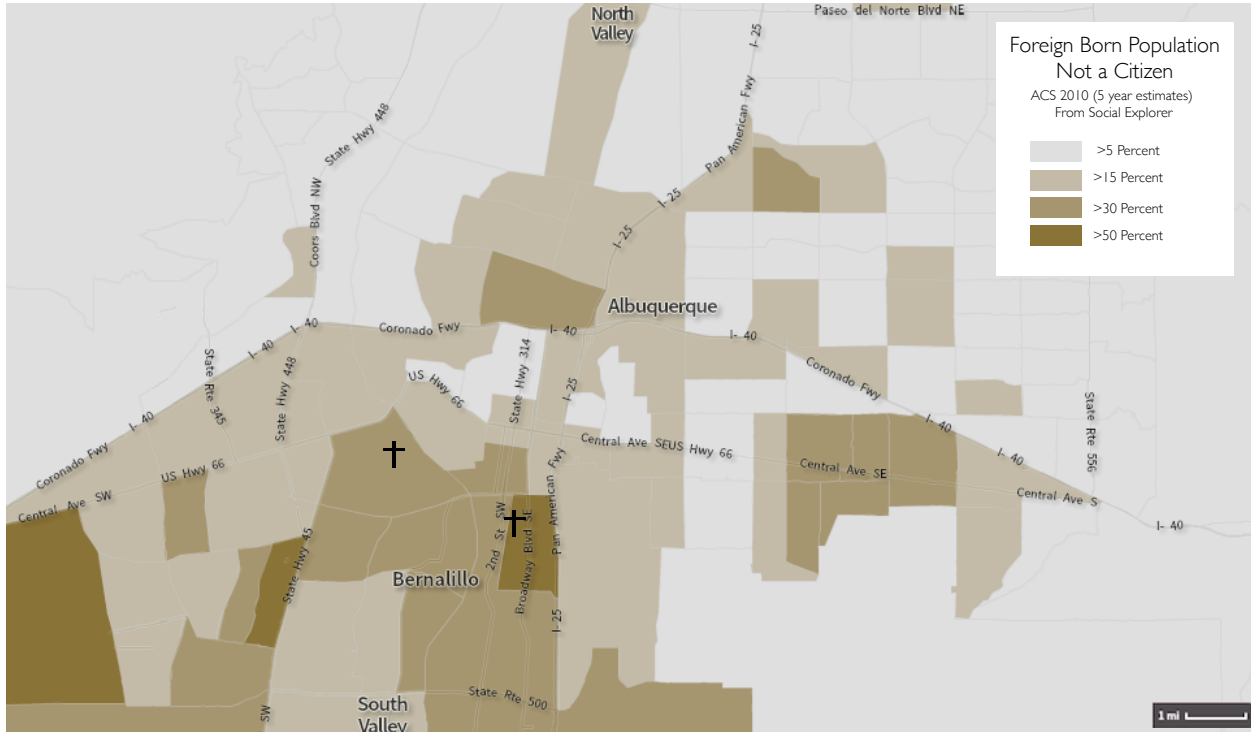 North
Valley
Paseo del Norte Blvd NE
I- 25
Foreign Born Population
Not a Citizen
ACS 2010 (5 year estimates)
From Social Explorer
>5 Percent
>15 Percent
>30 Percent
>50 Percent
State Hwy 448
Pan American Fwy
Coors Blvd NW
I-25
I-25
Albuquerque
I- 40
Coronado Fwy
I- 40
I- 40
I- 40
State Hwy 314
State Rte 345
State Hwy 448
US Hwy 66
I-25
Coronado Fwy
State Rte 556
I- 40
I- 40
I- 40
Coronado Fwy
US Hwy 66
Central Ave SEUS Hwy 66
Central Ave SE
Central Ave S
Central Ave SW
I- 40
Pan American Fwy
2nd St SW
Broadway Blvd SE
State Hwy 45
Bernalillo
I-25
State Rte 500
South
Valley
SW
1 mi